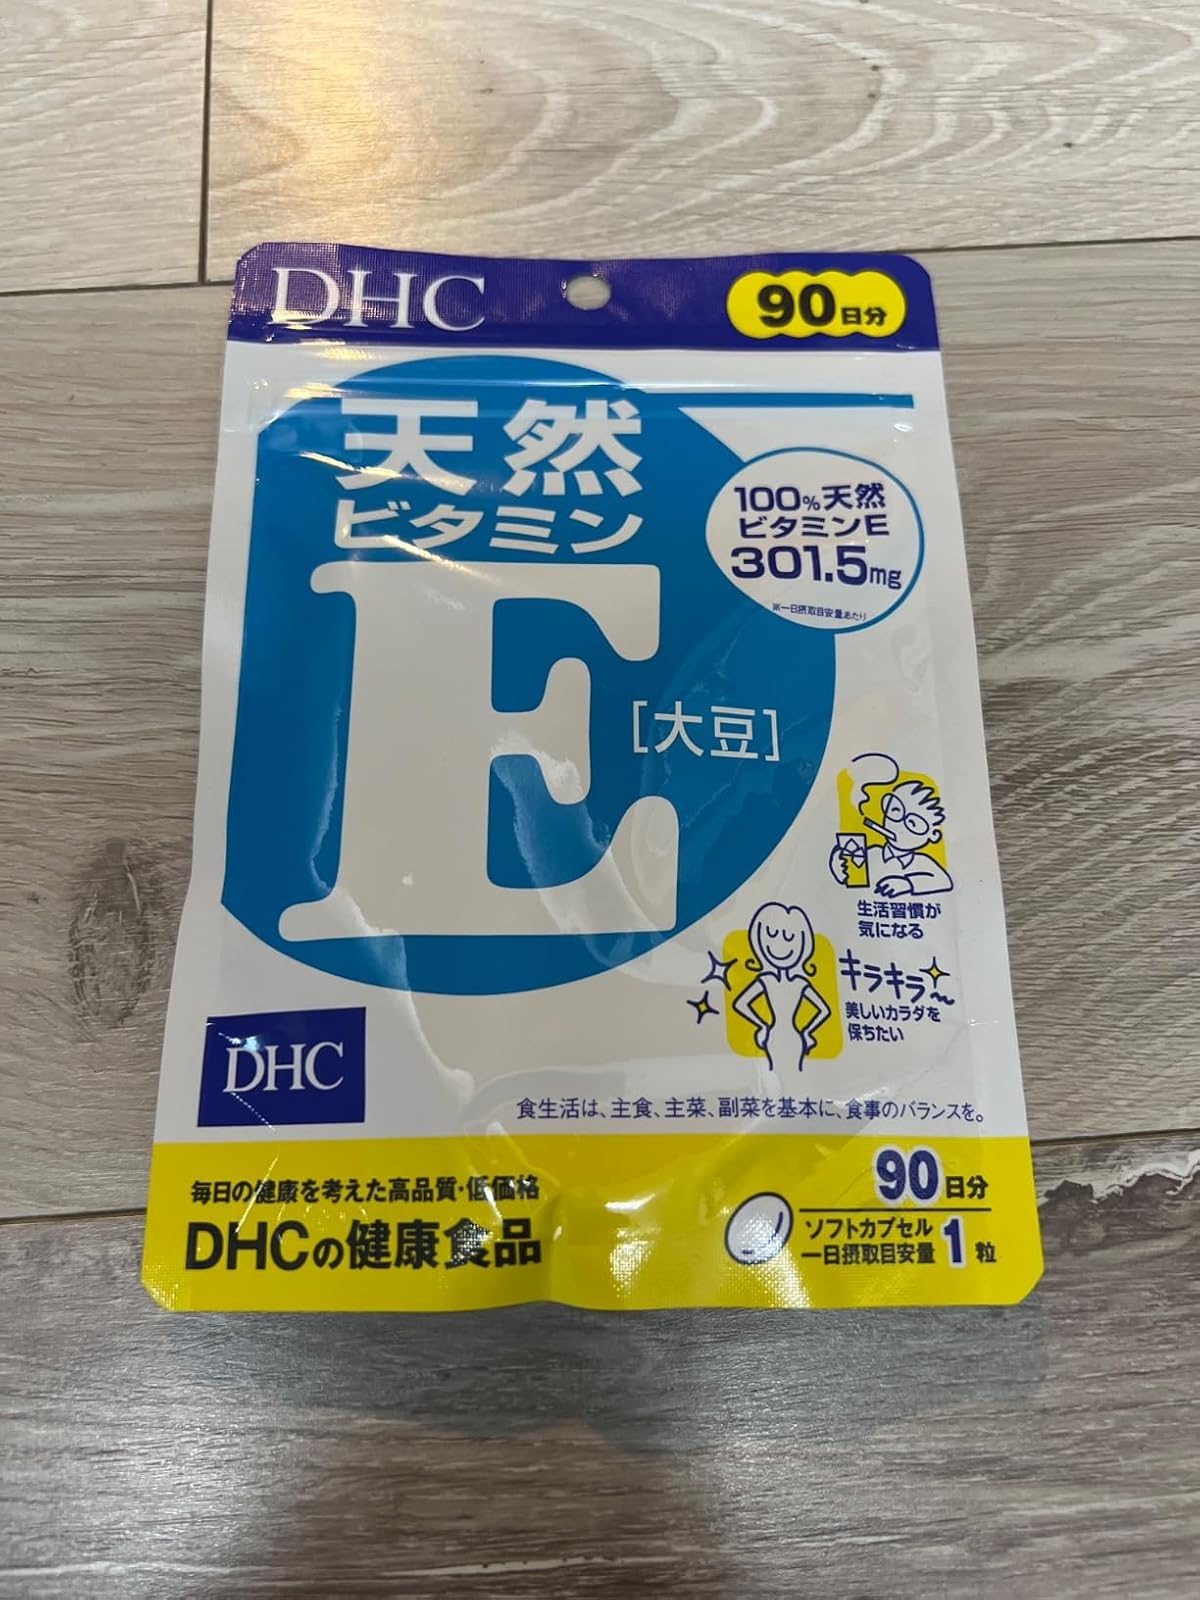 DHC
90日分
天然
ビタミン
E
[大豆]
100%天然
ビタミンE
301.5mg
※一日摂取目安量あたり
生活習慣が
気になる
キラキラ〜
美しいカラダを
保ちたい
DHC
食生活は、主食、主菜、副菜を基本に、食事のバランスを。
毎日の健康を考えた高品質・低価格
DHCの健康食品
90日分
ソフトカプセル
一日摂取目安量 1粒